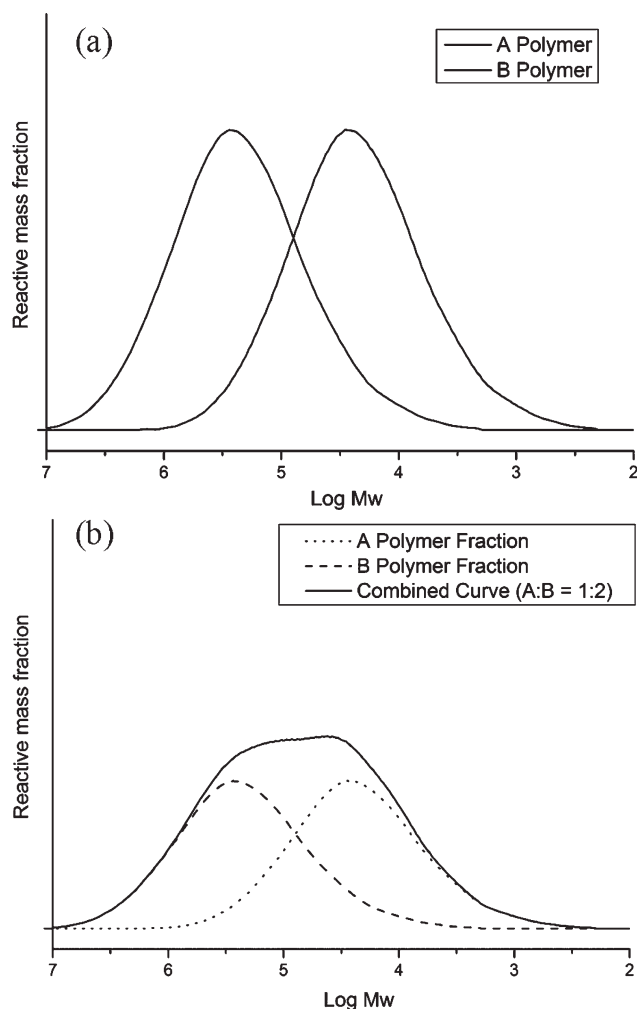 (a)
A Polymer
B Polymer
Reactive mass fraction
7 6 5 4 3 2
Log Mw
(b)
A Polymer Fraction
B Polymer Fraction
Combined Curve (A:B = 1:2)
Reactive mass fraction
7 6 5 4 3 2
Log Mw